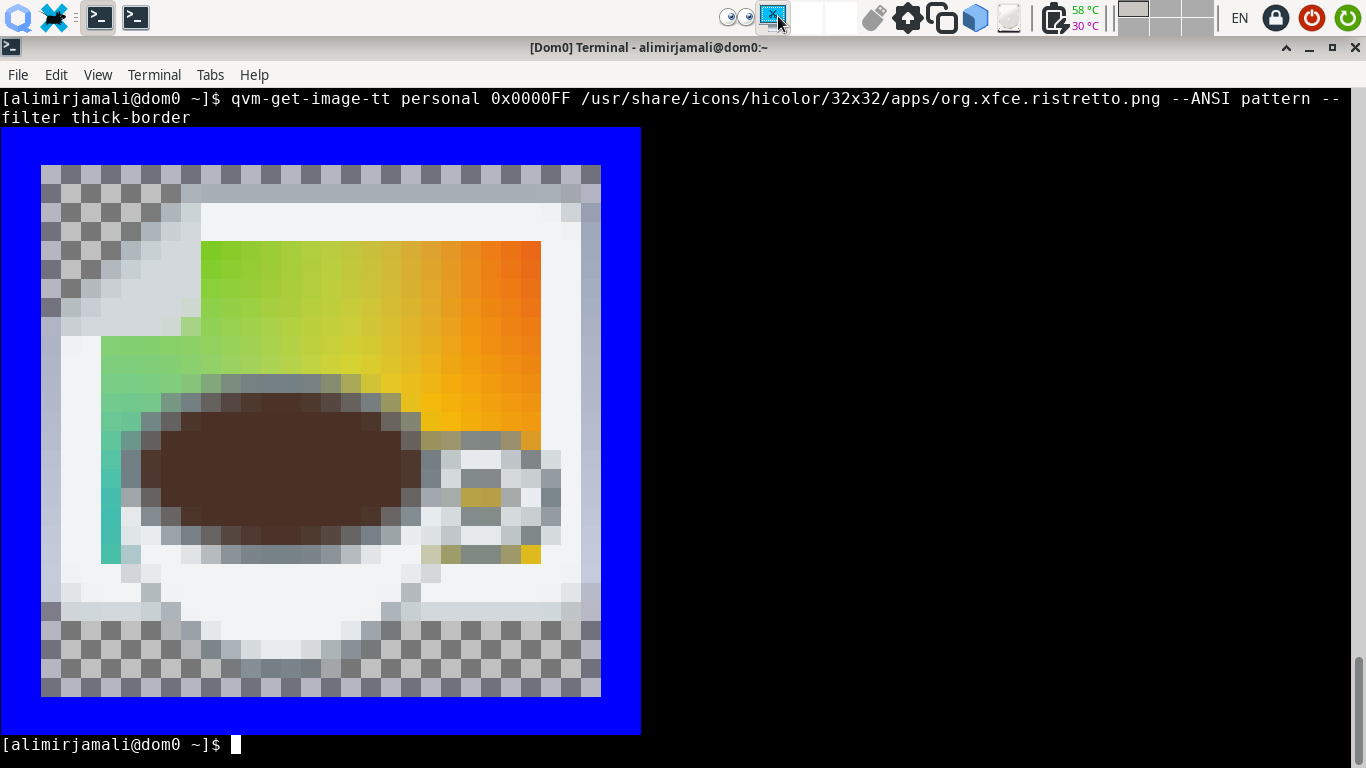 58 °C
30 °C
EN
[Dom0] Terminal - alimirjamali@dom0:~
File Edit View Terminal Tabs Help
[alimirjamali@dom0 ~]$ qvm-get-image-tt personal 0x0000FF /usr/share/icons/hicolor/32x32/apps/org.xfce.ristretto.png --ANSI pattern --
filter thick-border
[alimirjamali@dom0 ~]$